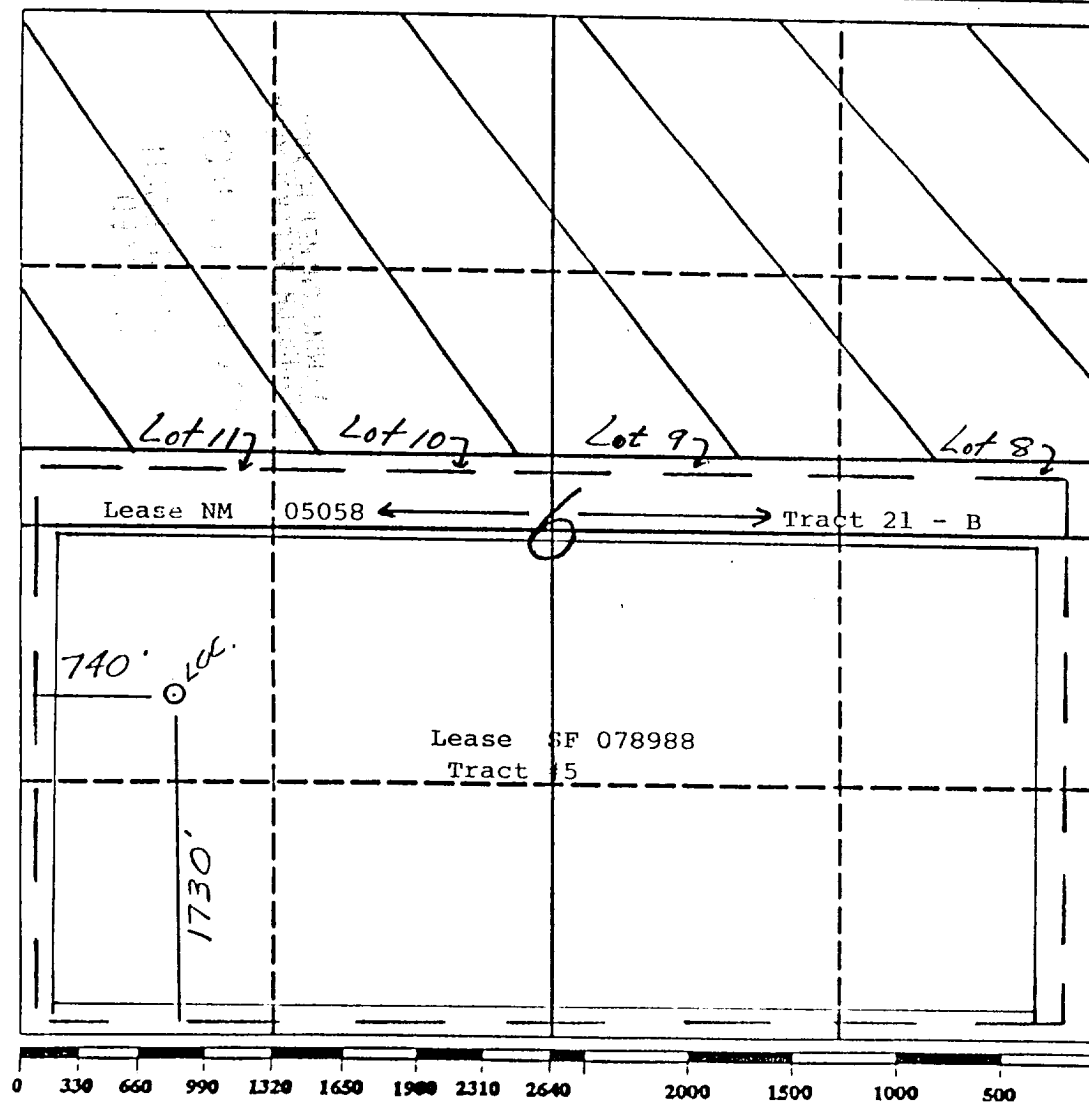 Lot 11 Lot 10 Lot 9 Lot 8
Lease NM 05058 Tract 21 - B
6
740' LOC.
Lease SF 078988
Tract #5
1730'
0 330 660 990 1320 1650 1980 2310 2640 2000 1500 1000 500